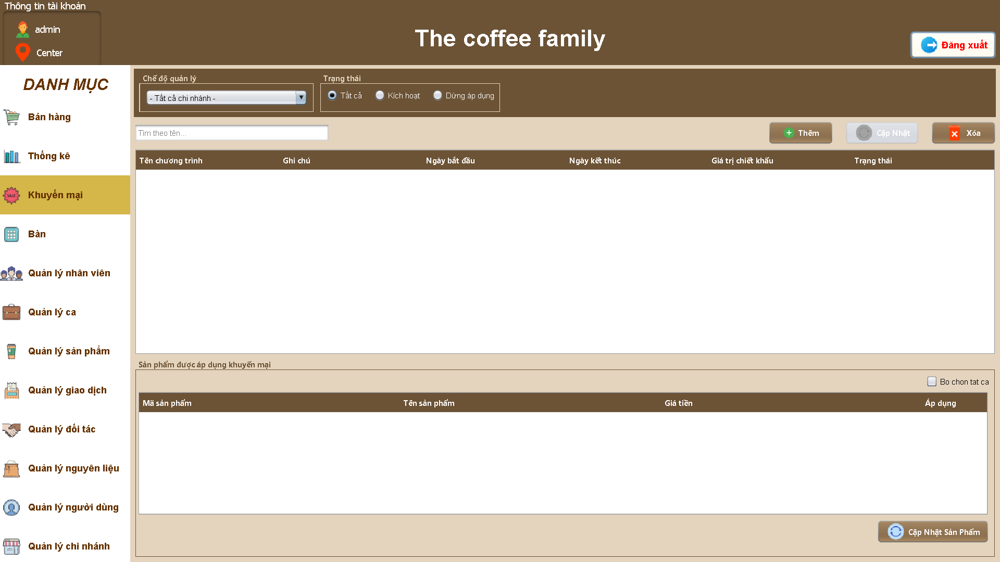 Thông tin tài khoản
admin
Center
The coffee family
Đăng xuất
DANH MỤC
Bán hàng
Thống kê
SALE
Khuyến mại
Bàn
Quản lý nhân viên
Quản lý ca
Quản lý sản phẩm
Quản lý giao dịch
Quản lý đối tác
Quản lý nguyên liệu
Quản lý người dùng
Quản lý chi nhánh
Chế độ quản lý
- Tất cả chi nhánh -
Trạng thái
Tất cả Kích hoạt Dừng áp dụng
Tìm theo tên...
Thêm Cập Nhật Xóa
Tên chương trình Ghi chú Ngày bắt đầu Ngày kết thúc Giá trị chiết khấu Trạng thái
Sản phẩm được áp dụng khuyến mại
Bo chon tat ca
Mã sản phẩm Tên sản phẩm Giá tiền Áp dụng
Cập Nhật Sản Phẩm